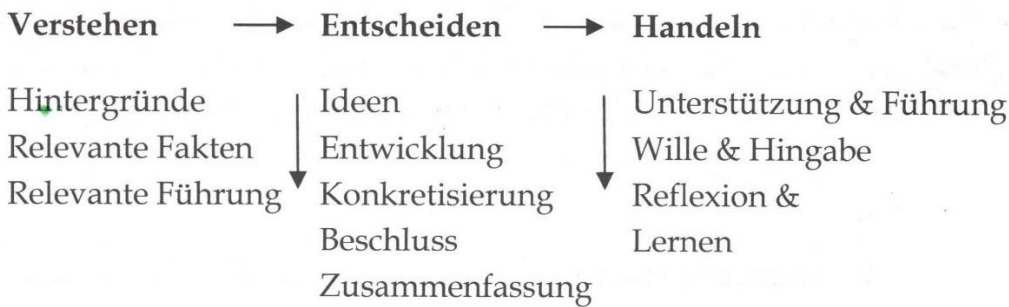 Verstehen → Entscheiden → Handeln
Hintergründe
Relevante Fakten
Relevante Führung
Ideen
Entwicklung
Konkretisierung
Beschluss
Zusammenfassung
Unterstützung & Führung
Wille & Hingabe
Reflexion &
Lernen